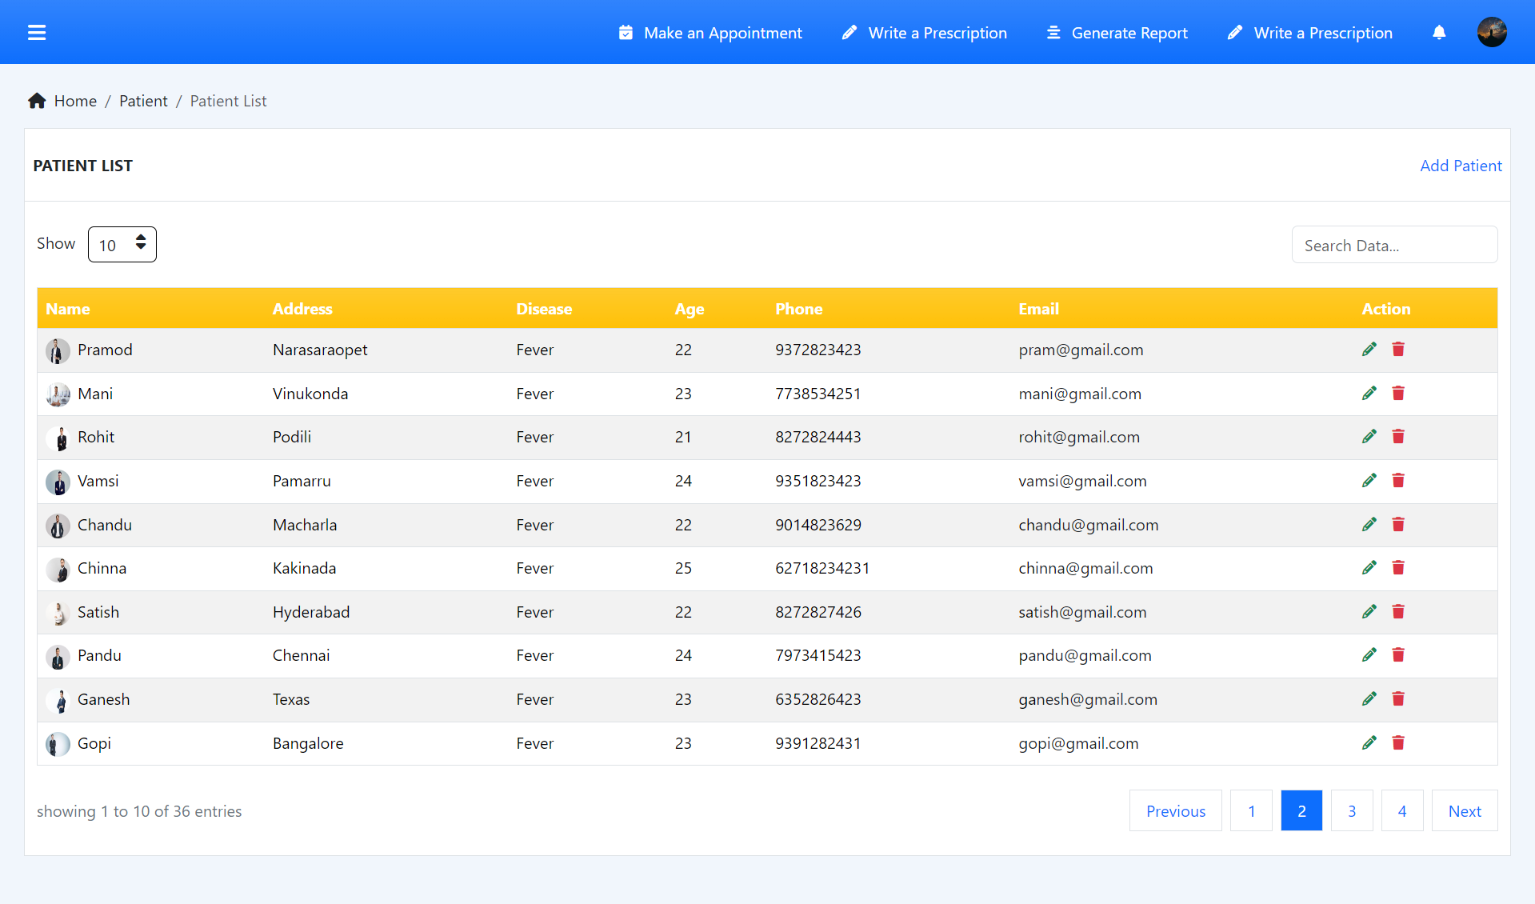 Make an Appointment Write a Prescription Generate Report Write a Prescription
Home / Patient / Patient List
PATIENT LIST Add Patient
Show 10 Search Data...
Name Address Disease Age Phone Email Action
Pramod Narasaraopet Fever 22 9372823423 pram@gmail.com
Mani Vinukonda Fever 23 7738534251 mani@gmail.com
Rohit Podili Fever 21 8272824443 rohit@gmail.com
Vamsi Pamarru Fever 24 9351823423 vamsi@gmail.com
Chandu Macharla Fever 22 9014823629 chandu@gmail.com
Chinna Kakinada Fever 25 62718234231 chinna@gmail.com
Satish Hyderabad Fever 22 8272827426 satish@gmail.com
Pandu Chennai Fever 24 7973415423 pandu@gmail.com
Ganesh Texas Fever 23 6352826423 ganesh@gmail.com
Gopi Bangalore Fever 23 9391282431 gopi@gmail.com
showing 1 to 10 of 36 entries Previous 1 2 3 4 Next